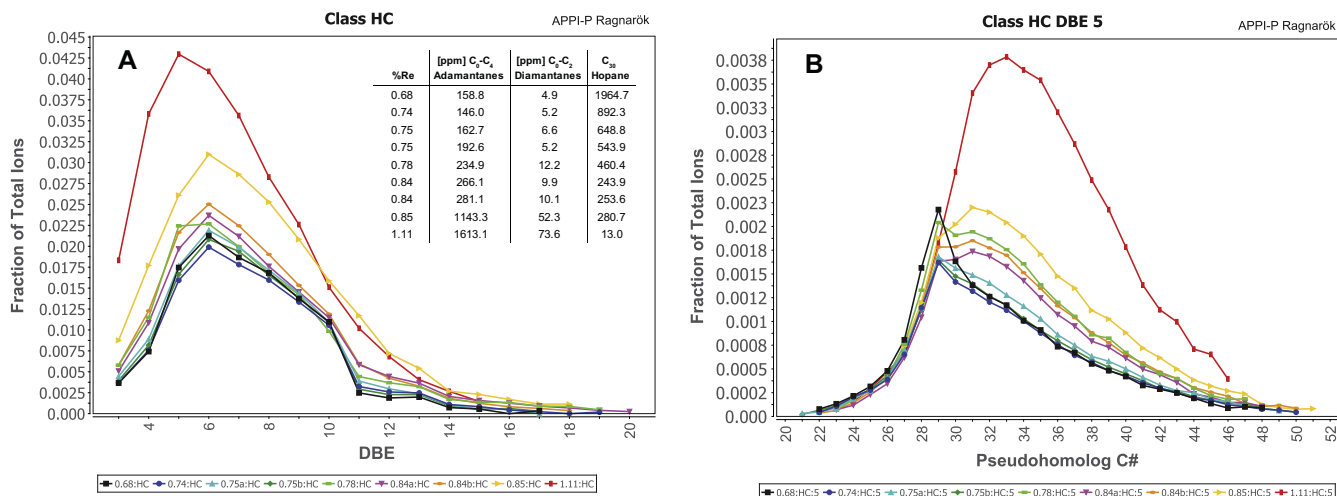 Class HC
APPI-P Ragnarök
A
%Re [ppm] C₀-C₄ Adamantanes [ppm] C₀-C₂ Diamantanes C₃₀ Hopane
0.68 158.8 4.9 1964.7
0.74 146.0 5.2 892.3
0.75 162.7 6.6 648.8
0.75 192.6 5.2 543.9
0.78 234.9 12.2 460.4
0.84 266.1 9.9 243.9
0.84 281.1 10.1 253.6
0.85 1143.3 52.3 280.7
1.11 1613.1 73.6 13.0
Fraction of Total Ions
0.045
0.0425
0.040
0.0375
0.035
0.0325
0.030
0.0275
0.025
0.0225
0.020
0.0175
0.015
0.0125
0.010
0.0075
0.005
0.0025
0.000
4 6 8 10 12 14 16 18 20
DBE
0.68:HC 0.74:HC 0.75a:HC 0.75b:HC 0.78:HC 0.84a:HC 0.84b:HC 0.85:HC 1.11:HC
Class HC DBE 5
APPI-P Ragnarök
B
Fraction of Total Ions
0.0038
0.0035
0.0033
0.003
0.0028
0.0025
0.0022
0.002
0.0018
0.0015
0.0012
0.001
0.0008
0.0005
0.0002
0.000
20 22 24 26 28 30 32 34 36 38 40 42 44 46 48 50 52
Pseudohomolog C#
0.68:HC:5 0.74:HC:5 0.75a:HC:5 0.75b:HC:5 0.78:HC:5 0.84a:HC:5 0.84b:HC:5 0.85:HC:5 1.11:HC:5